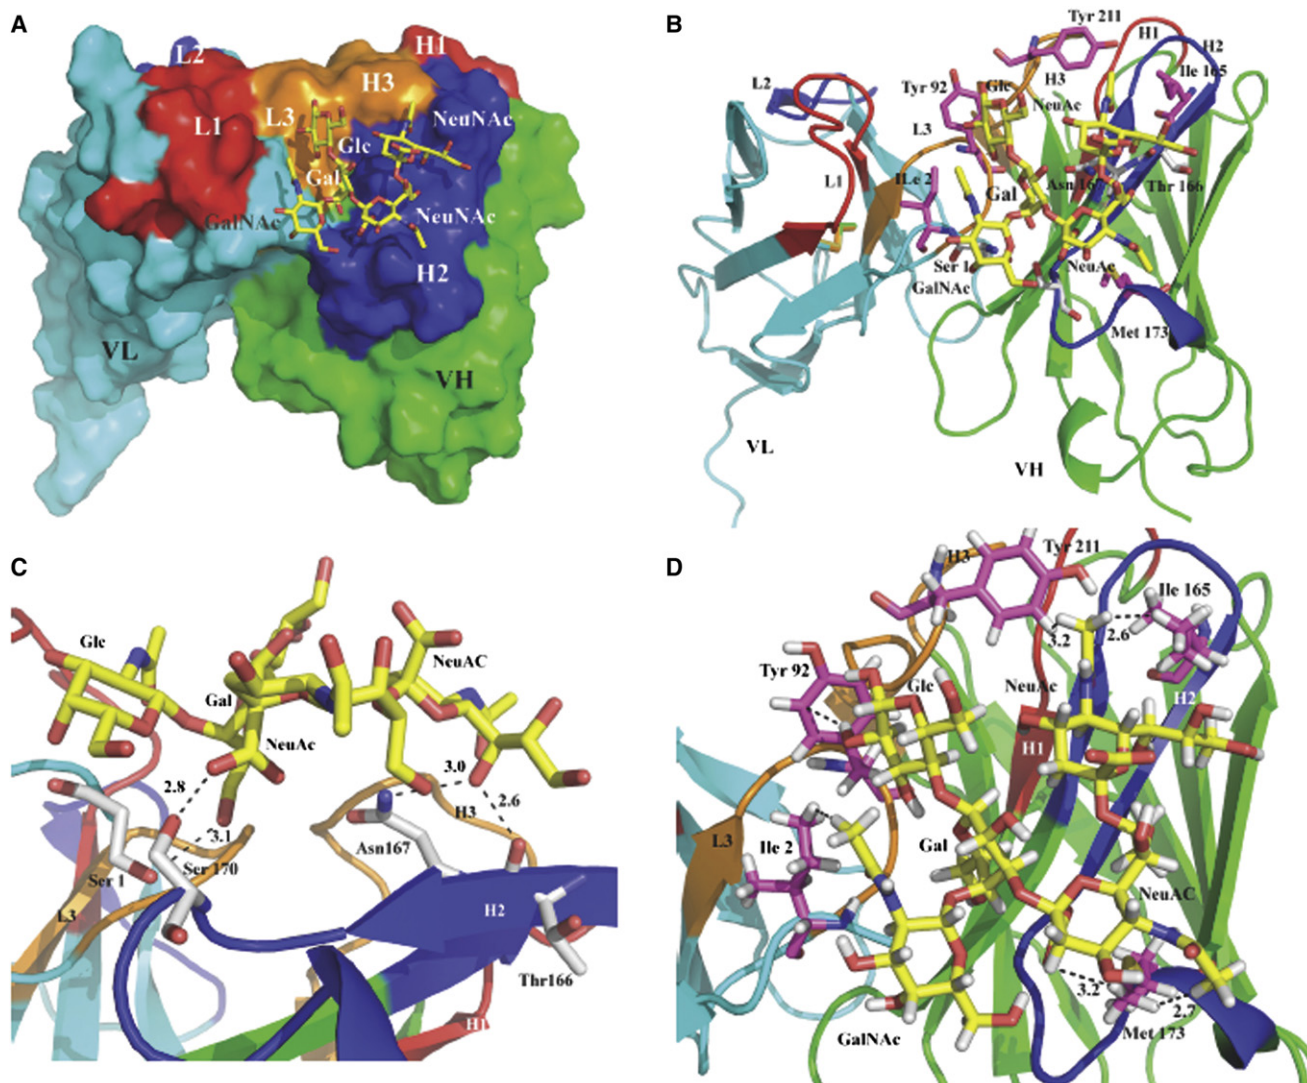 A
L2
H1
H3
L3
NeuNAc
L1
Glc
Gal
GalNAc
NeuNAc
H2
VL
VH
B
Tyr 211
H1
H2
L2
H3
Ile 165
Tyr 92
Glc
NeuAc
L3
L1
ILe 2
Asn 16
Thr 166
Gal
Ser 1
NeuAc
GalNAc
Met 173
VL
VH
C
Glc
NeuAC
Gal
NeuAc
2.8
3.0
2.6
3.1
H3
Asn167
Ser 1
Ser 170
L3
H2
Thr166
H1
D
H3
Tyr 211
Ile 165
3.2
2.6
Tyr 92
Glc
NeuAc
H2
H1
L3
Ile 2
Gal
NeuAC
3.2
2.7
Met 173
GalNAc